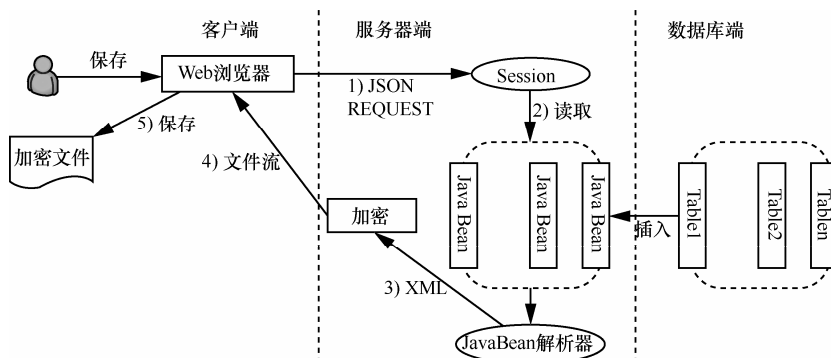 客户端
服务器端
数据库端
保存
Web浏览器
1) JSON
REQUEST
Session
2) 读取
5) 保存
加密文件
4) 文件流
加密
Java Bean
Java Bean
Java Bean
插入
Table1
Table2
Tablen
3) XML
JavaBean解析器